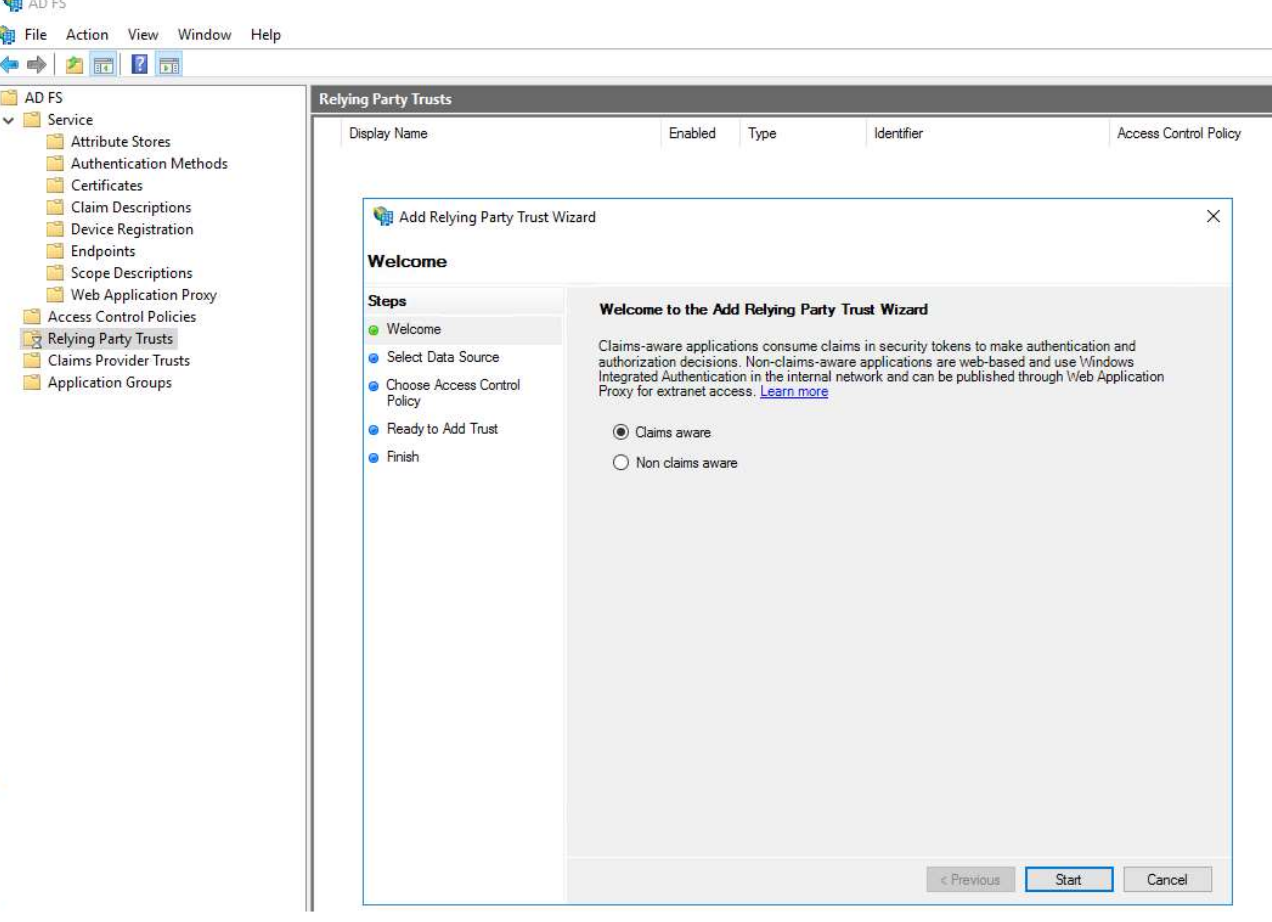 AD FS
File Action View Window Help
AD FS
Service
Attribute Stores
Authentication Methods
Certificates
Claim Descriptions
Device Registration
Endpoints
Scope Descriptions
Web Application Proxy
Access Control Policies
Relying Party Trusts
Claims Provider Trusts
Application Groups
Relying Party Trusts
Display Name Enabled Type Identifier Access Control Policy
Add Relying Party Trust Wizard
Welcome
Steps
Welcome
Select Data Source
Choose Access Control
Policy
Ready to Add Trust
Finish
Welcome to the Add Relying Party Trust Wizard
Claims-aware applications consume claims in security tokens to make authentication and
authorization decisions. Non-claims-aware applications are web-based and use Windows
Integrated Authentication in the internal network and can be published through Web Application
Proxy for extranet access. Learn more
Claims aware
Non claims aware
< Previous Start Cancel